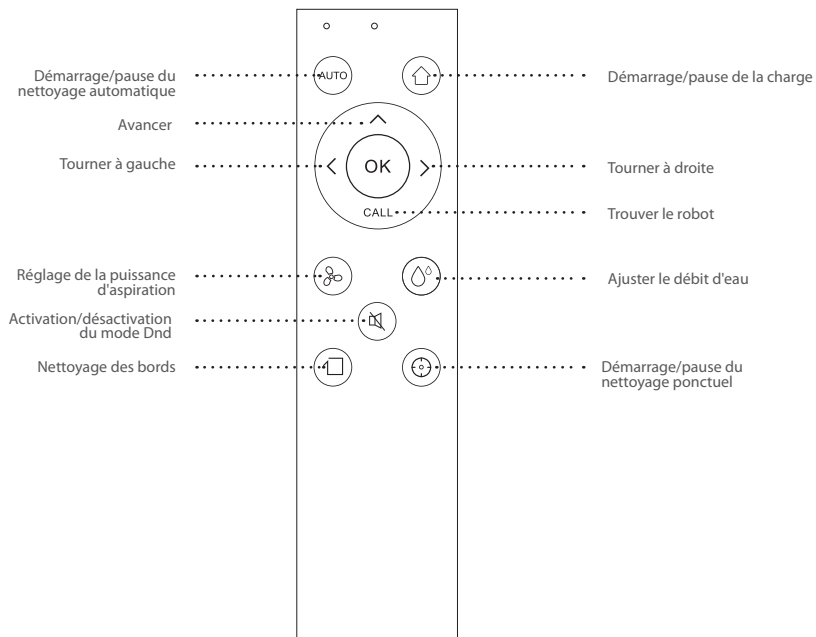 AUTO
Démarrage/pause du
nettoyage automatique
Démarrage/pause de la charge
Avancer
Tourner à gauche
OK
Tourner à droite
CALL
Trouver le robot
Réglage de la puissance
d'aspiration
Ajuster le débit d'eau
Activation/désactivation
du mode Dnd
Nettoyage des bords
Démarrage/pause du
nettoyage ponctuel